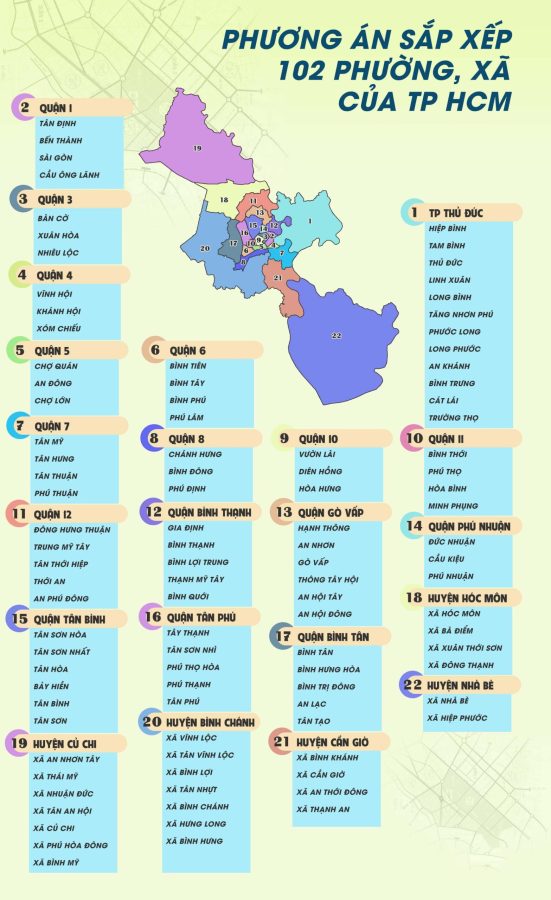 PHƯƠNG ÁN SẮP XẾP
102 PHƯỜNG, XÃ
CỦA TP HCM
2 QUẬN 1
TÂN ĐỊNH
BẾN THÀNH
SÀI GÒN
CẦU ÔNG LÃNH
3 QUẬN 3
BÀN CỜ
XUÂN HÒA
NHIÊU LỘC
4 QUẬN 4
VĨNH HỘI
KHÁNH HỘI
XÓM CHIẾU
5 QUẬN 5
CHỢ QUÁN
AN ĐÔNG
CHỢ LỚN
7 QUẬN 7
TÂN MỸ
TÂN HƯNG
TÂN THUẬN
PHÚ THUẬN
11 QUẬN 12
ĐÔNG HƯNG THUẬN
TRUNG MỸ TÂY
TÂN THỚI HIỆP
THỚI AN
AN PHÚ ĐÔNG
15 QUẬN TÂN BÌNH
TÂN SƠN HÒA
TÂN SƠN NHẤT
TÂN HÒA
BẢY HIỀN
TÂN BÌNH
TÂN SƠN
19 HUYỆN CỦ CHI
XÃ AN NHƠN TÂY
XÃ THÁI MỸ
XÃ NHUẬN ĐỨC
XÃ TÂN AN HỘI
XÃ CỦ CHI
XÃ PHÚ HÒA ĐÔNG
XÃ BÌNH MỸ
6 QUẬN 6
BÌNH TIÊN
BÌNH TÂY
BÌNH PHÚ
PHÚ LÂM
8 QUẬN 8
CHÁNH HƯNG
BÌNH ĐÔNG
PHÚ ĐỊNH
12 QUẬN BÌNH THẠNH
GIA ĐỊNH
BÌNH THẠNH
BÌNH LỢI TRUNG
THẠNH MỸ TÂY
BÌNH QUỚI
16 QUẬN TÂN PHÚ
TÂY THẠNH
TÂN SƠN NHÌ
PHÚ THỌ HÒA
PHÚ THẠNH
TÂN PHÚ
20 HUYỆN BÌNH CHÁNH
XÃ VĨNH LỘC
XÃ TÂN VĨNH LỘC
XÃ BÌNH LỢI
XÃ TÂN NHỰT
XÃ BÌNH CHÁNH
XÃ HƯNG LONG
XÃ BÌNH HƯNG
9 QUẬN 10
VƯỜN LÀI
DIÊN HỒNG
HÒA HƯNG
13 QUẬN GÒ VẤP
HẠNH THÔNG
AN NHƠN
GÒ VẤP
THÔNG TÂY HỘI
AN HỘI TÂY
AN HỘI ĐÔNG
17 QUẬN BÌNH TÂN
BÌNH TÂN
BÌNH HƯNG HÒA
BÌNH TRỊ ĐÔNG
AN LẠC
TÂN TẠO
21 HUYỆN CẦN GIỜ
XÃ BÌNH KHÁNH
XÃ CẦN GIỜ
XÃ AN THỚI ĐÔNG
XÃ THẠNH AN
1 TP THỦ ĐỨC
HIỆP BÌNH
TAM BÌNH
THỦ ĐỨC
LINH XUÂN
LONG BÌNH
TĂNG NHƠN PHÚ
PHƯỚC LONG
LONG PHƯỚC
AN KHÁNH
BÌNH TRƯNG
CÁT LÁI
TRƯỜNG THỌ
10 QUẬN 11
BÌNH THỚI
PHÚ THỌ
HÒA BÌNH
MINH PHỤNG
14 QUẬN PHÚ NHUẬN
ĐỨC NHUẬN
CẦU KIỆU
PHÚ NHUẬN
18 HUYỆN HÓC MÔN
XÃ HÓC MÔN
XÃ BÀ ĐIỂM
XÃ XUÂN THỚI SƠN
XÃ ĐÔNG THẠNH
22 HUYỆN NHÀ BÈ
XÃ NHÀ BÈ
XÃ HIỆP PHƯỚC
19
18
11
13
1
15
12
16
20
17
7
8
21
22